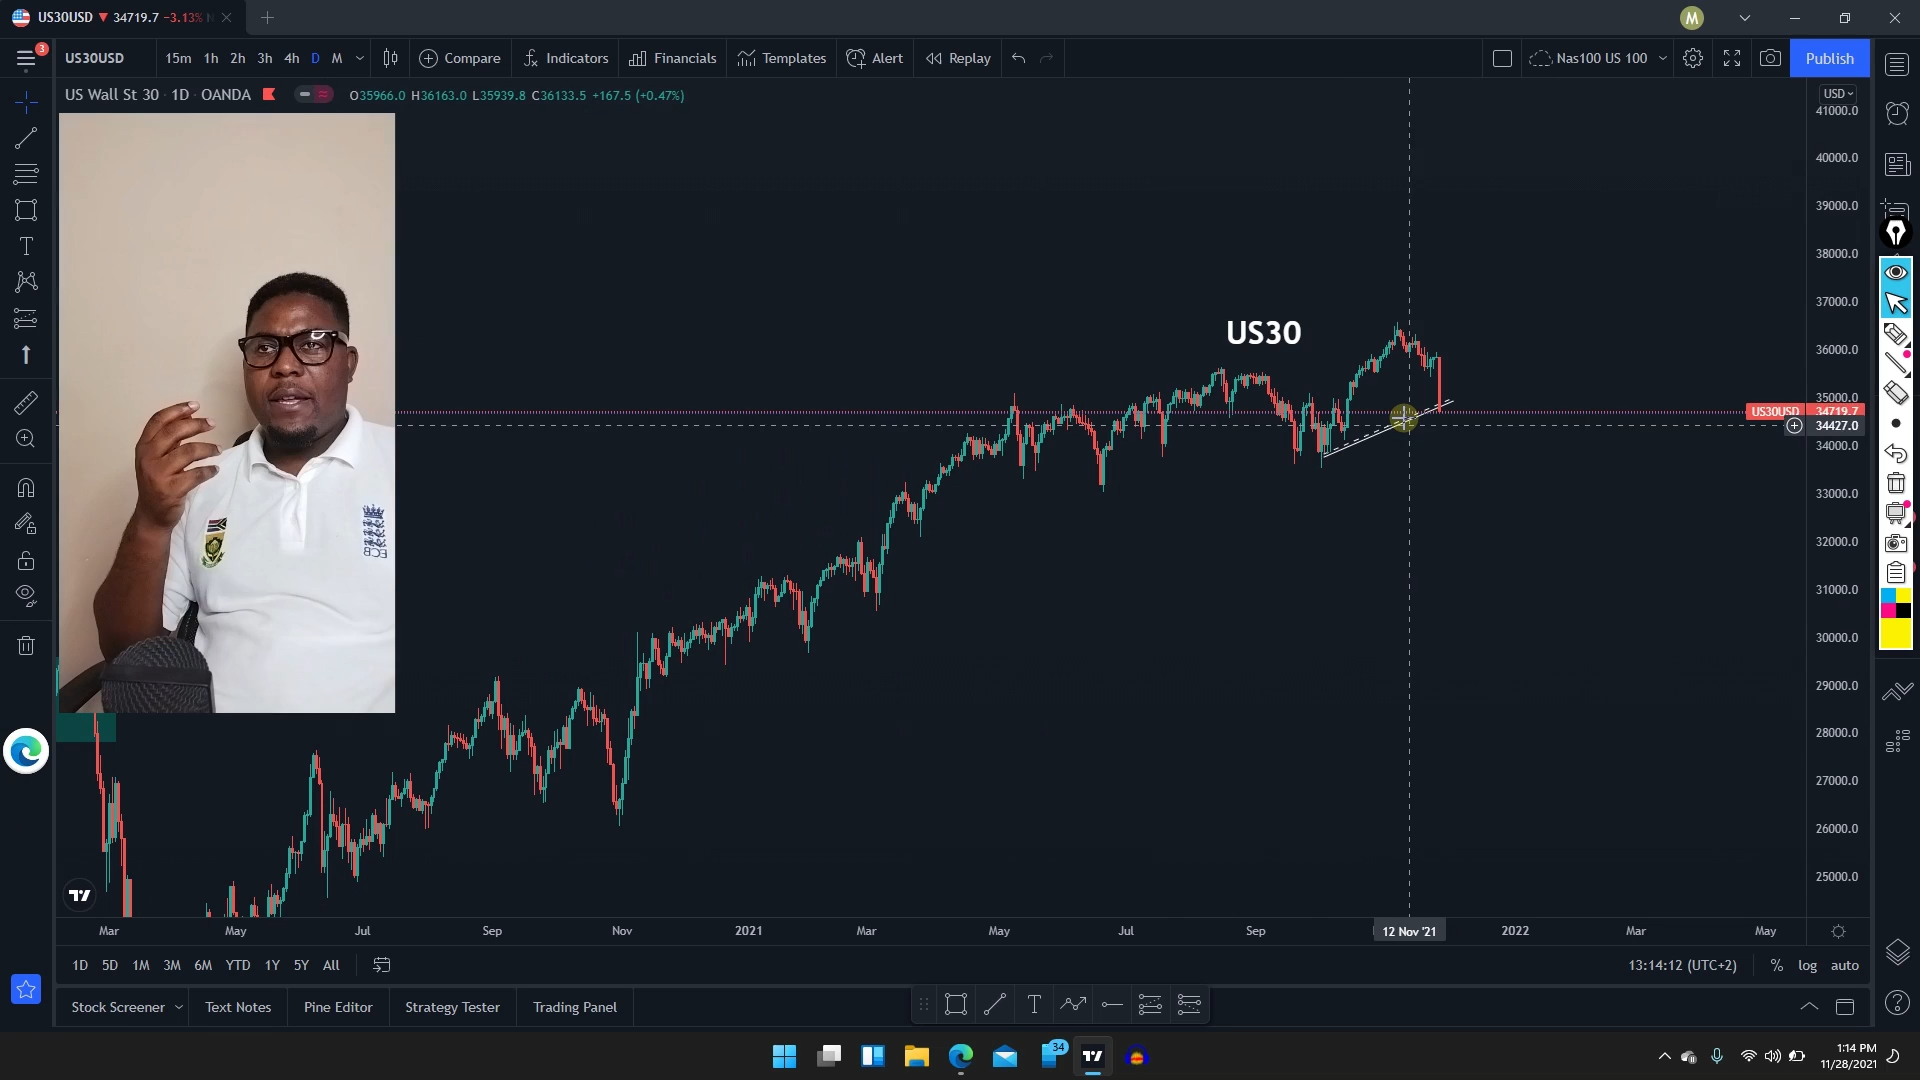 US30USD ▼ 34719.7 −3.13% N
M
3
US30USD 15m 1h 2h 3h 4h D M Compare Indicators Financials Templates Alert Replay Nas100 US 100 Publish
US Wall St 30 · 1D · OANDA O35966.0 H36163.0 L35939.8 C36133.5 +167.5 (+0.47%)
USD
41000.0
40000.0
39000.0
38000.0
37000.0
US30
36000.0
35000.0
US30USD 34719.7
34427.0
34000.0
33000.0
32000.0
31000.0
30000.0
29000.0
28000.0
27000.0
26000.0
25000.0
Mar May Jul Sep Nov 2021 Mar May Jul Sep 12 Nov '21 2022 Mar May
1D 5D 1M 3M 6M YTD 1Y 5Y All 13:14:12 (UTC+2) % log auto
Stock Screener Text Notes Pine Editor Strategy Tester Trading Panel
34
1:14 PM
11/28/2021